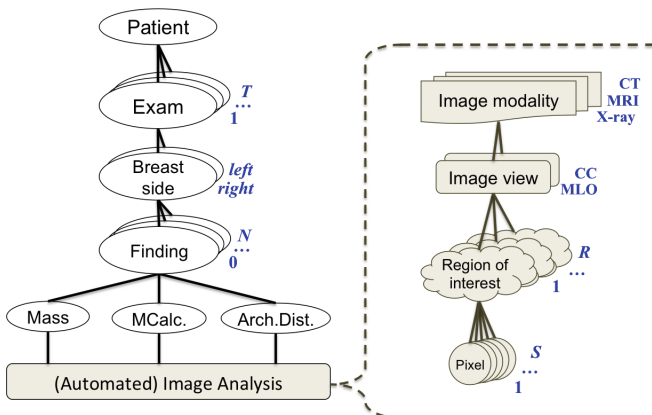 Patient
Exam
T
...
1
Breast
side
left
right
Finding
N
...
0
Mass
MCalc.
Arch.Dist.
(Automated) Image Analysis
Image modality
CT
MRI
X-ray
Image view
CC
MLO
Region of
interest
R
...
1
Pixel
S
...
1